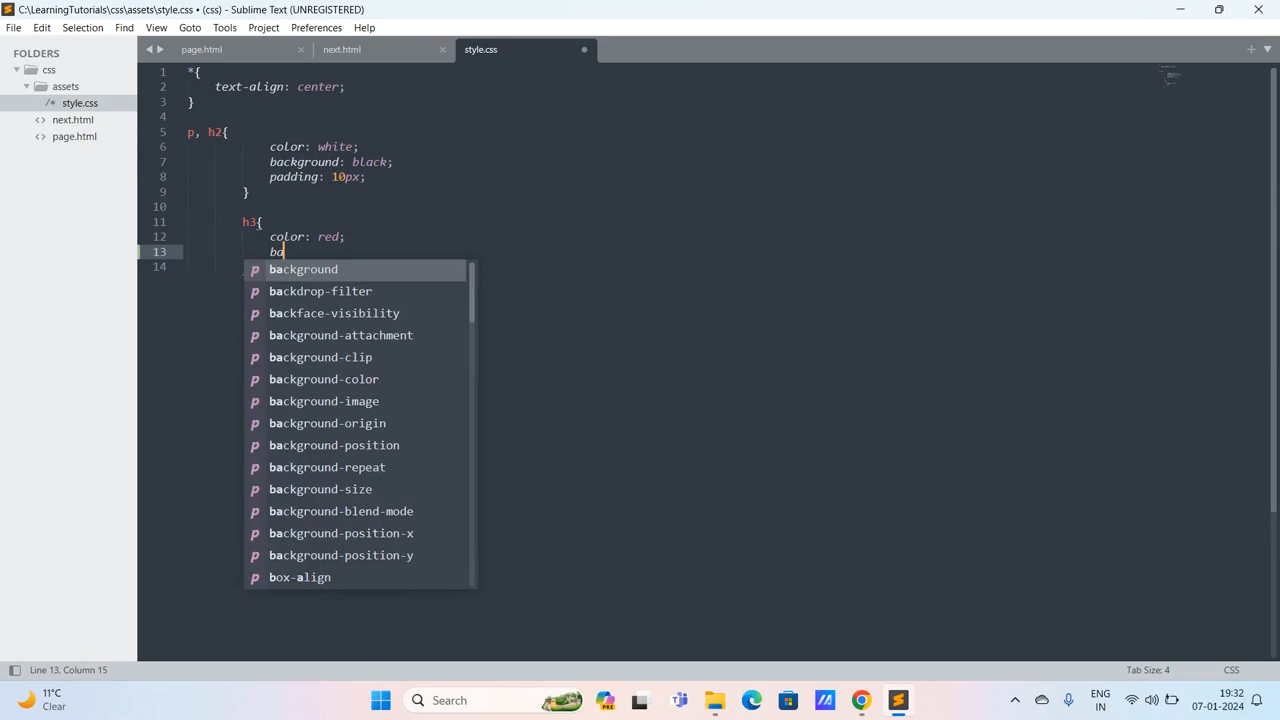 C:\LearningTutorials\css\assets\style.css • (css) - Sublime Text (UNREGISTERED)
File Edit Selection Find View Goto Tools Project Preferences Help
FOLDERS
css
assets
/* style.css
<> next.html
<> page.html
page.html × next.html × style.css
1 *{
2 text-align: center;
3 }
4
5 p, h2{
6 color: white;
7 background: black;
8 padding: 10px;
9 }
10
11 h3{
12 color: red;
13 ba
14
p background
p backdrop-filter
p backface-visibility
p background-attachment
p background-clip
p background-color
p background-image
p background-origin
p background-position
p background-repeat
p background-size
p background-blend-mode
p background-position-x
p background-position-y
p box-align
Line 13, Column 15
Tab Size: 4
CSS
11°C
Clear
Search
PRE
ENG
IN
19:32
07-01-2024